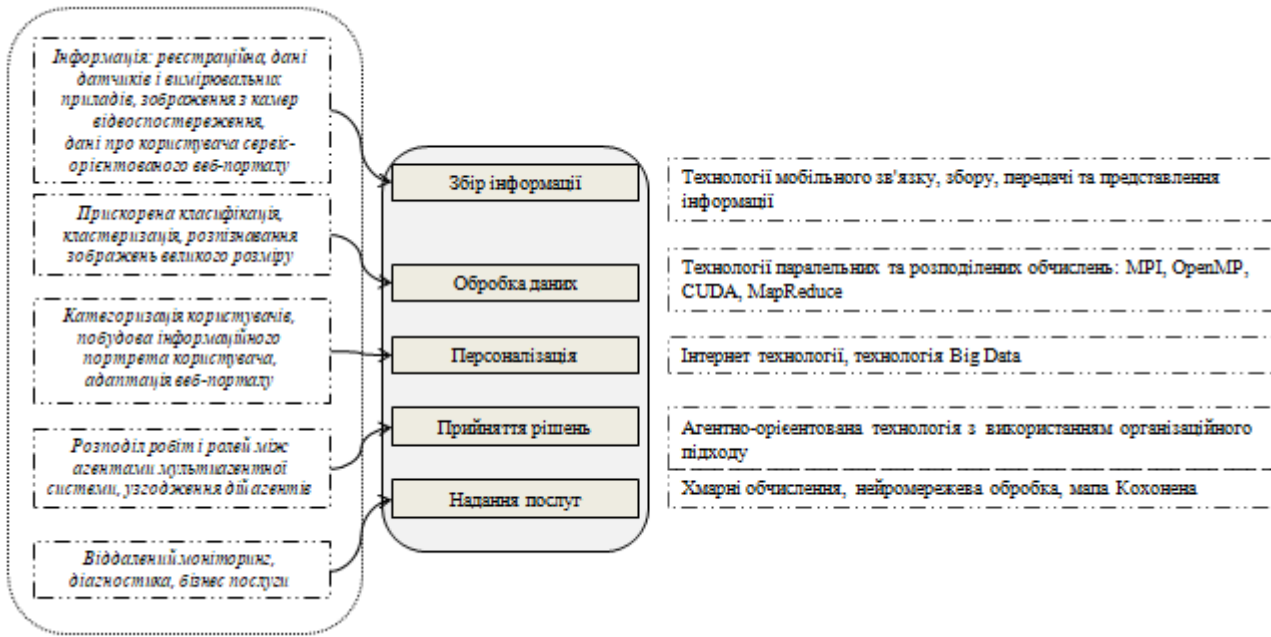 Інформація: реєстраційна, дані
датчиків і вимірювальних
приладів, зображення з камер
відеоспостереження,
дані про користувача сервіс-
орієнтованого веб-порталу
Прискорена класифікація,
кластеризація, розпізнавання
зображень великого розміру
Категоризація користувачів,
побудова інформаційного
портрета користувача,
адаптація веб-порталу
Розподіл робіт і ролей між
агентами мультиагентної
системи, узгодження дій агентів
Віддалений моніторинг,
діагностика, бізнес послуги
Збір інформації
Обробка даних
Персоналізація
Прийняття рішень
Надання послуг
Технології мобільного зв'язку, збору, передачі та представлення
інформації
Технології паралельних та розподілених обчислень: MPI, OpenMP,
CUDA, MapReduce
Інтернет технології, технологія Big Data
Агентно-орієентована технологія з використанням організаційного
підходу
Хмарні обчислення, нейромережева обробка, мапа Кохонена